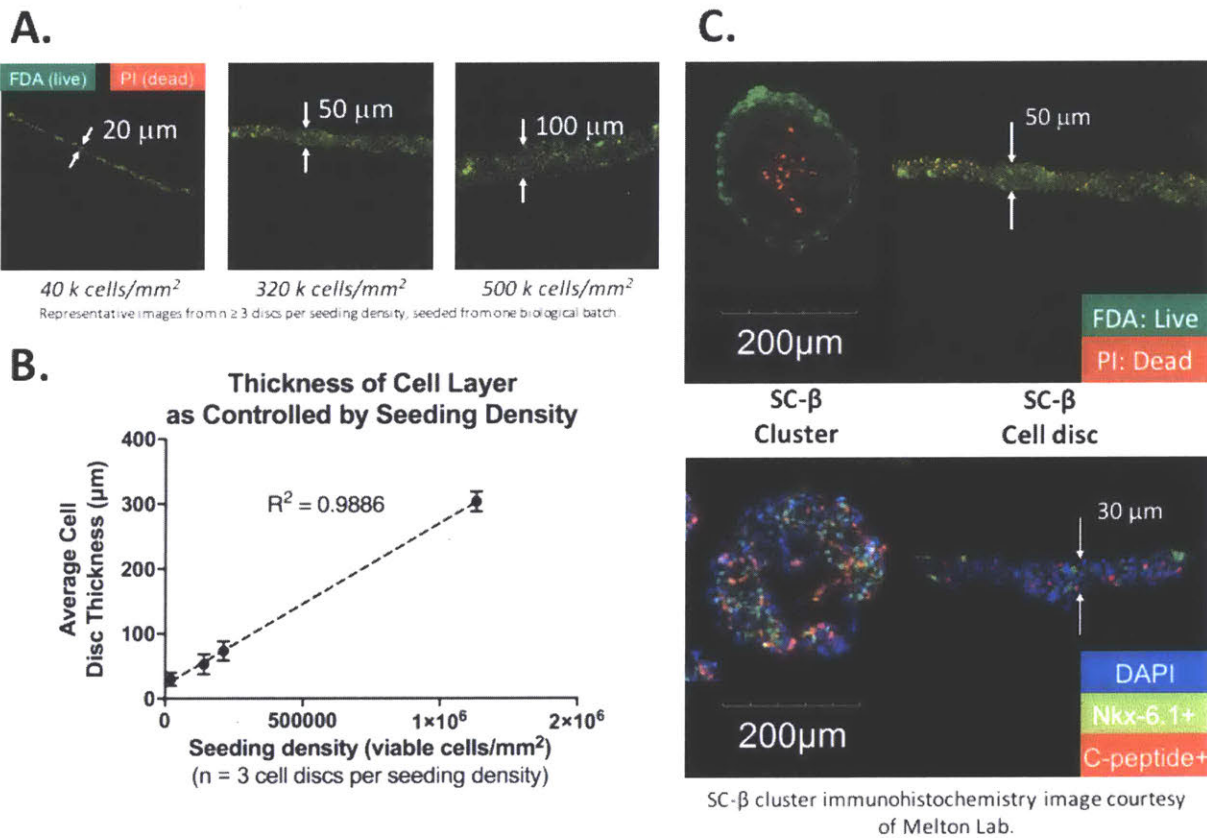 A.
FDA (live) PI (dead)
20 μm
50 μm
100 μm
40 k cells/mm²
320 k cells/mm²
500 k cells/mm²
Representative images from n ≥ 3 discs per seeding density, seeded from one biological batch.
B.
Thickness of Cell Layer
as Controlled by Seeding Density
Average Cell
Disc Thickness (μm)
400
300
200
100
0
R² = 0.9886
0 500000 1×10⁶ 2×10⁶
Seeding density (viable cells/mm²)
(n = 3 cell discs per seeding density)
C.
50 μm
200μm
FDA: Live
PI: Dead
SC-β
Cluster
SC-β
Cell disc
30 μm
200μm
DAPI
Nkx-6.1+
C-peptide+
SC-β cluster immunohistochemistry image courtesy
of Melton Lab.